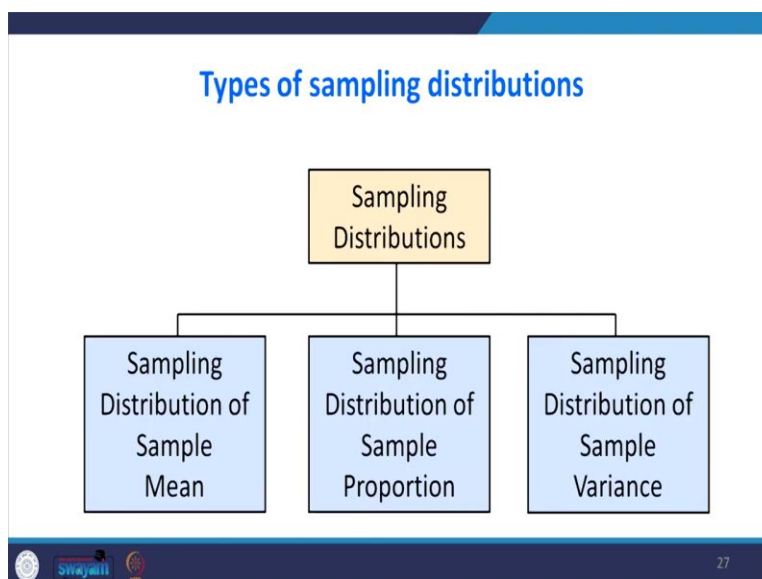 Types of sampling distributions
Sampling
Distributions
Sampling
Distribution of
Sample
Mean
Sampling
Distribution of
Sample
Proportion
Sampling
Distribution of
Sample
Variance
swayam
27